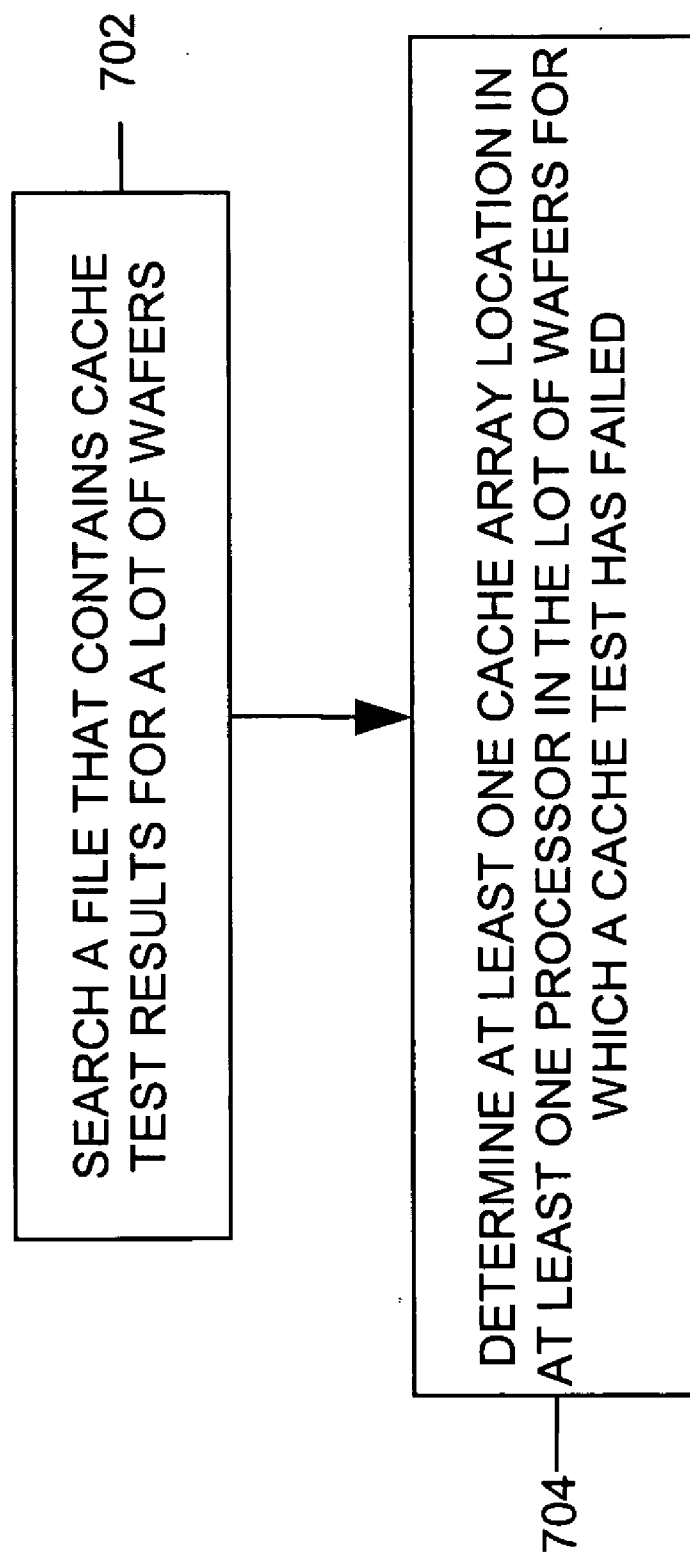 702
SEARCH A FILE THAT CONTAINS CACHE
TEST RESULTS FOR A LOT OF WAFERS
704
DETERMINE AT LEAST ONE CACHE ARRAY LOCATION IN
AT LEAST ONE PROCESSOR IN THE LOT OF WAFERS FOR
WHICH A CACHE TEST HAS FAILED